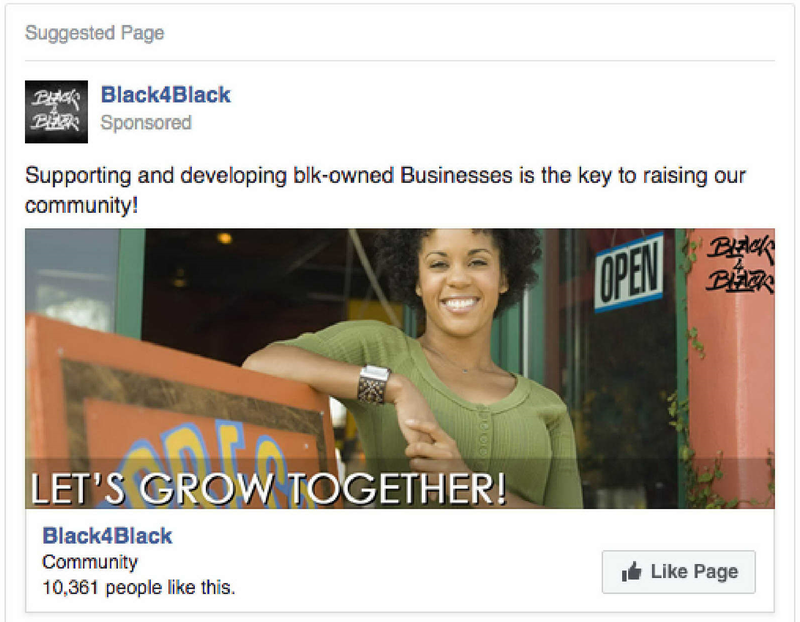 Suggested Page
BLACK
4
BLACK
Black4Black
Sponsored
Supporting and developing blk-owned Businesses is the key to raising our
community!
OPEN
BLACK
4
BLACK
LET'S GROW TOGETHER!
Black4Black
Community
10,361 people like this.
Like Page